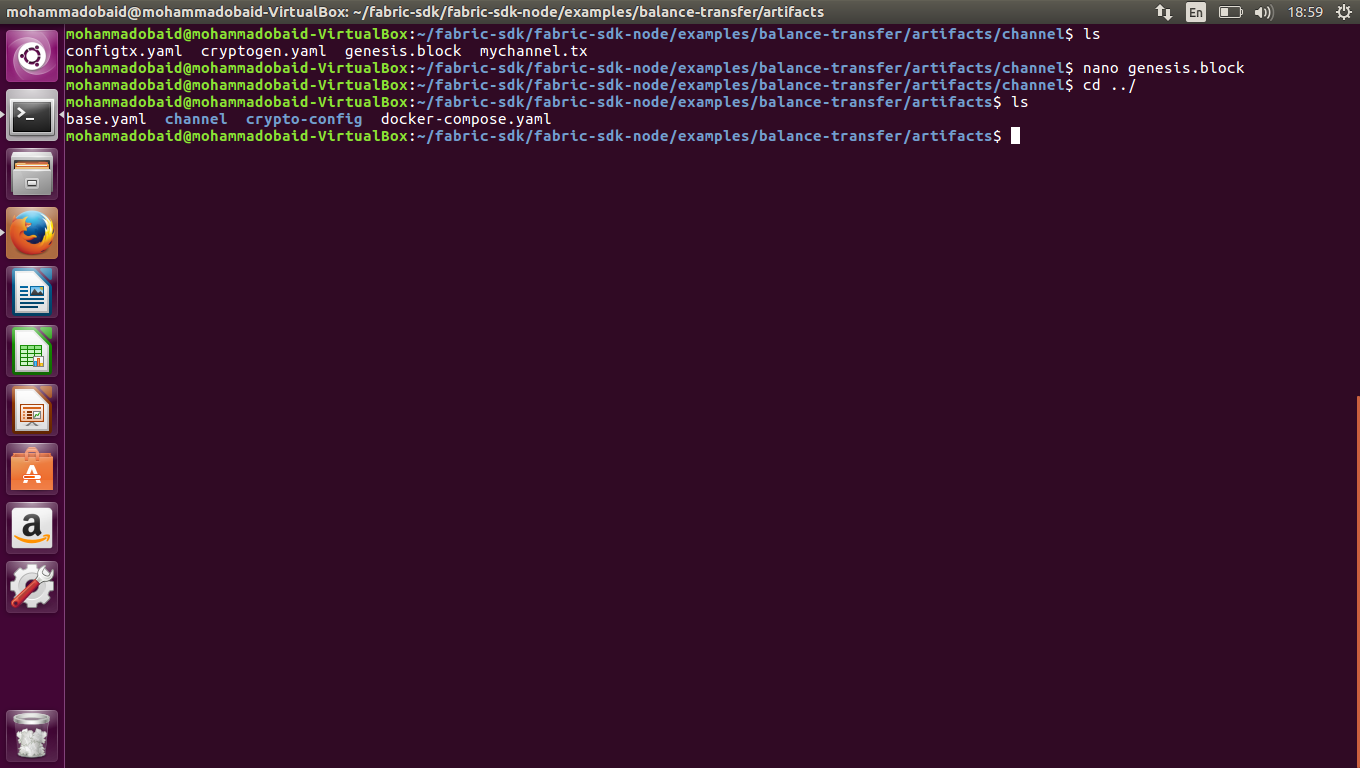 mohammadobaid@mohammadobaid-VirtualBox: ~/fabric-sdk/fabric-sdk-node/examples/balance-transfer/artifacts
En
18:59
mohammadobaid@mohammadobaid-VirtualBox:~/fabric-sdk/fabric-sdk-node/examples/balance-transfer/artifacts/channel$ ls
configtx.yaml  cryptogen.yaml  genesis.block  mychannel.tx
mohammadobaid@mohammadobaid-VirtualBox:~/fabric-sdk/fabric-sdk-node/examples/balance-transfer/artifacts/channel$ nano genesis.block
mohammadobaid@mohammadobaid-VirtualBox:~/fabric-sdk/fabric-sdk-node/examples/balance-transfer/artifacts/channel$ cd ../
mohammadobaid@mohammadobaid-VirtualBox:~/fabric-sdk/fabric-sdk-node/examples/balance-transfer/artifacts$ ls
base.yaml  channel  crypto-config  docker-compose.yaml
mohammadobaid@mohammadobaid-VirtualBox:~/fabric-sdk/fabric-sdk-node/examples/balance-transfer/artifacts$